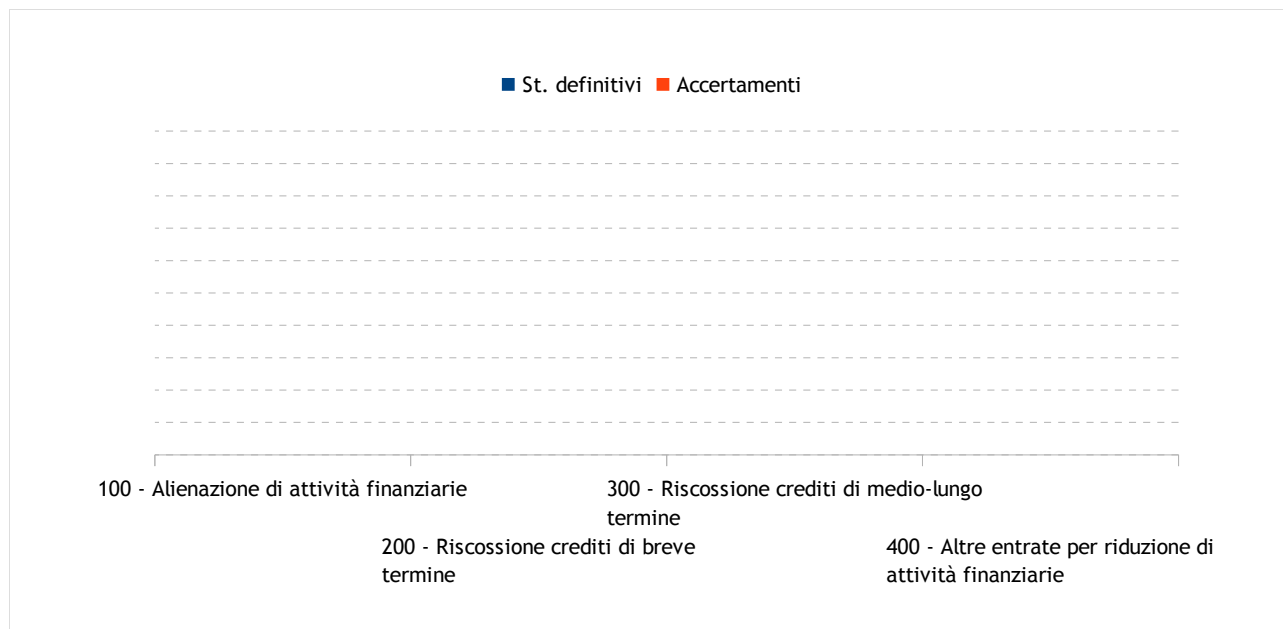 St. definitivi Accertamenti
100 - Alienazione di attività finanziarie
200 - Riscossione crediti di breve
termine
300 - Riscossione crediti di medio-lungo
termine
400 - Altre entrate per riduzione di
attività finanziarie